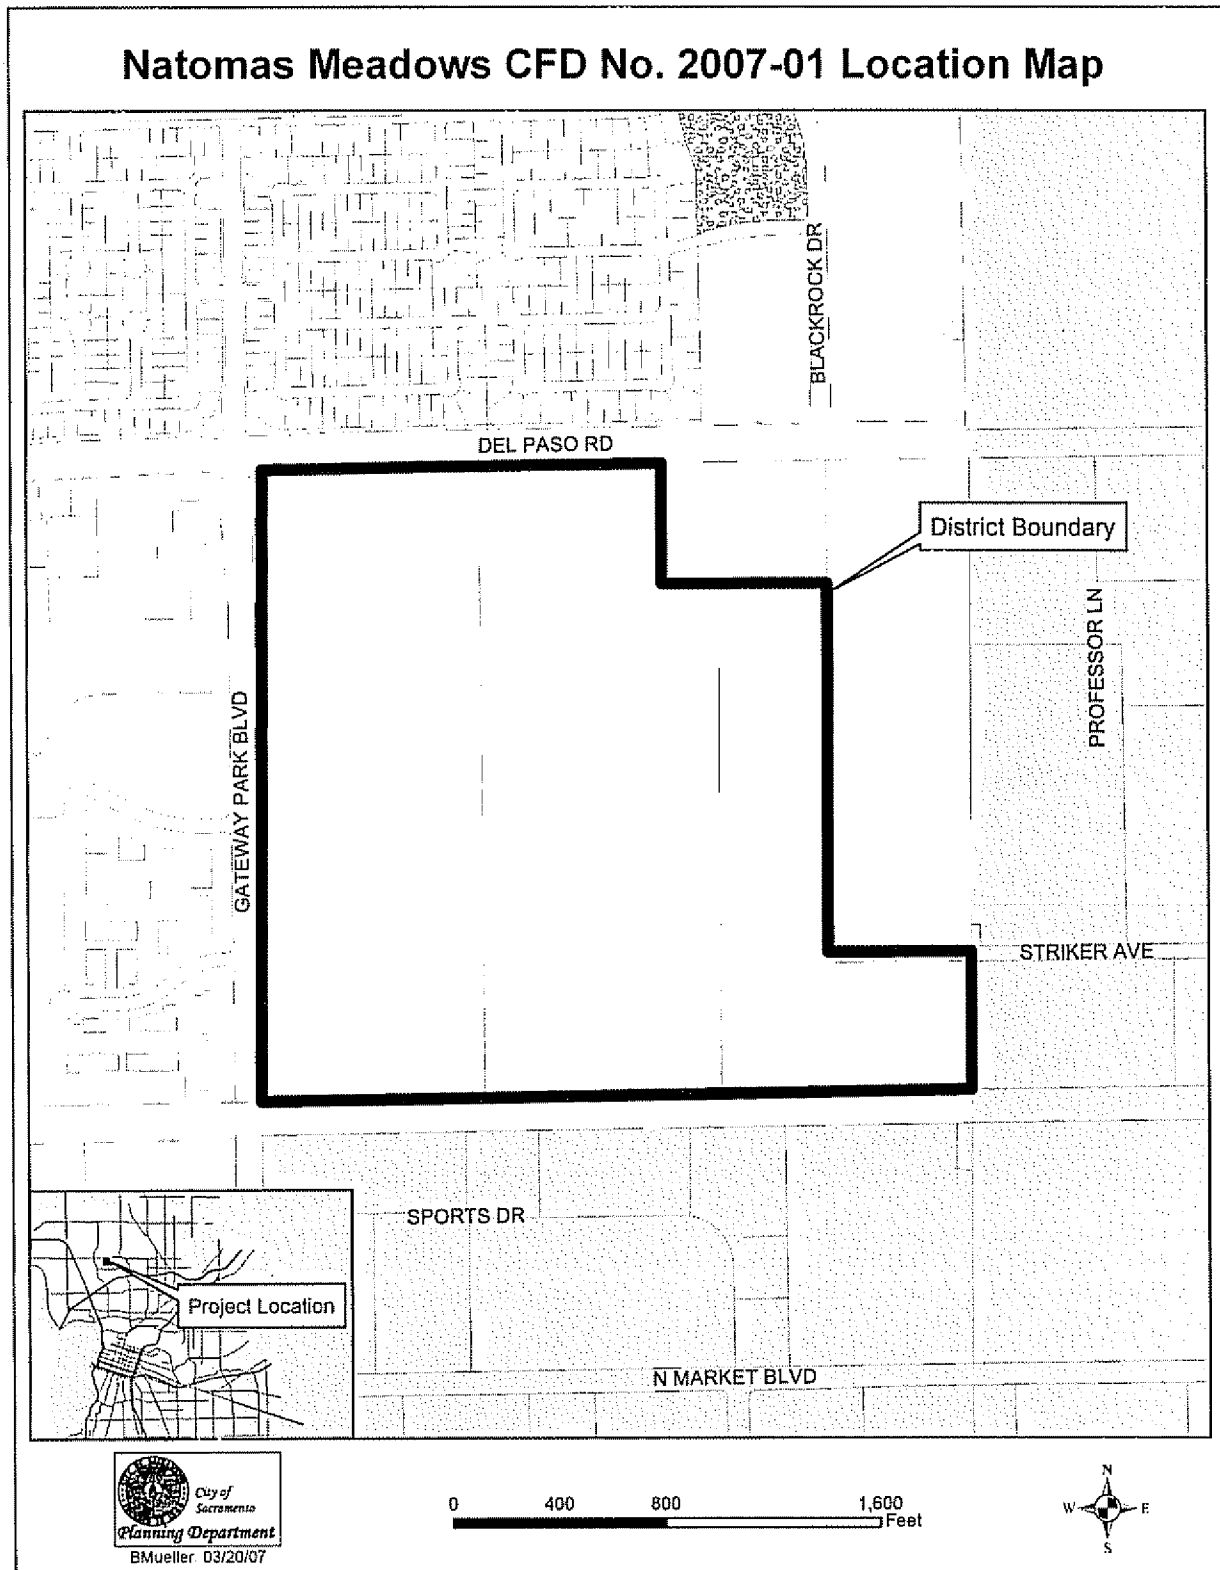 Natomas Meadows CFD No. 2007-01 Location Map
BLACKROCK DR
DEL PASO RD
District Boundary
PROFESSOR LN
GATEWAY PARK BLVD
STRIKER AVE
SPORTS DR
Project Location
N MARKET BLVD
City of
Sacramento
Planning Department
BMueller 03/20/07
0 400 800 1,600
Feet
N
W E
S